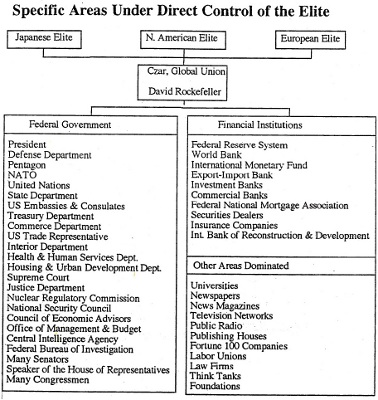 Specific Areas Under Direct Control of the Elite
Japanese Elite
N. American Elite
European Elite
Czar, Global Union
David Rockefeller
Federal Government
President
Defense Department
Pentagon
NATO
United Nations
State Department
US Embassies & Consulates
Treasury Department
Commerce Department
US Trade Representative
Interior Department
Health & Human Services Dept.
Housing & Urban Development Dept.
Supreme Court
Justice Department
Nuclear Regulatory Commission
National Security Council
Council of Economic Advisors
Office of Management & Budget
Central Intelligence Agency
Federal Bureau of Investigation
Many Senators
Speaker of the House of Representatives
Many Congressmen
Financial Institutions
Federal Reserve System
World Bank
International Monetary Fund
Export-Import Bank
Investment Banks
Commercial Banks
Federal National Mortgage Association
Securities Dealers
Insurance Companies
Int. Bank of Reconstruction & Development
Other Areas Dominated
Universities
Newspapers
News Magazines
Television Networks
Public Radio
Publishing Houses
Fortune 100 Companies
Labor Unions
Law Firms
Think Tanks
Foundations